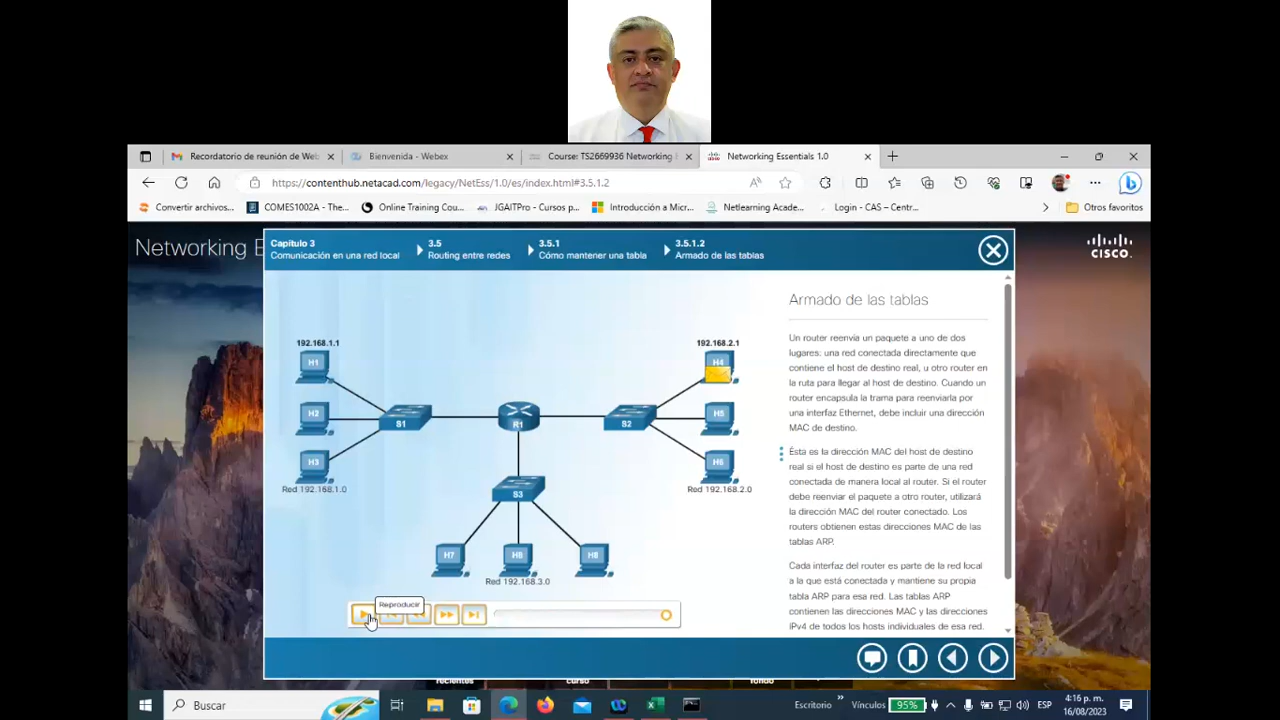 Recordatorio de reunión de Web
Bienvenida - Webex
Course: TS2669936 Networking
Networking Essentials 1.0
https://contenthub.netacad.com/legacy/NetEss/1.0/es/index.html#3.5.1.2
Convertir archivos...
COMES1002A - The...
Online Training Cou...
JGAITPro - Cursos p...
Introducción a Micr...
Netlearning Acade...
Login - CAS – Centr...
Otros favoritos
Networking E
Capítulo 3
Comunicación en una red local
3.5
Routing entre redes
3.5.1
Cómo mantener una tabla
3.5.1.2
Armado de las tablas
CISCO.
192.168.1.1
192.168.2.1
H1
H4
H2
S1
R1
S2
H5
H3
H6
Red 192.168.1.0
Red 192.168.2.0
S3
H7
H8
Red 192.168.3.0
Reproducir
Armado de las tablas
Un router reenvía un paquete a uno de dos
lugares: una red conectada directamente que
contiene el host de destino real, u otro router en
la ruta para llegar al host de destino. Cuando un
router encapsula la trama para reenviarla por
una interfaz Ethernet, debe incluir una dirección
MAC de destino.
Ésta es la dirección MAC del host de destino
real si el host de destino es parte de una red
conectada de manera local al router. Si el router
debe reenviar el paquete a otro router, utilizará
la dirección MAC del router conectado. Los
routers obtienen estas direcciones MAC de las
tablas ARP.
Cada interfaz del router es parte de la red local
a la que está conectada y mantiene su propia
tabla ARP para esa red. Las tablas ARP
contienen las direcciones MAC y las direcciones
IPv4 de todos los hosts individuales de esa red.
recientes
curso
fondo
Buscar
Escritorio
Vínculos
95%
ESP
4:16 p. m.
16/08/2023